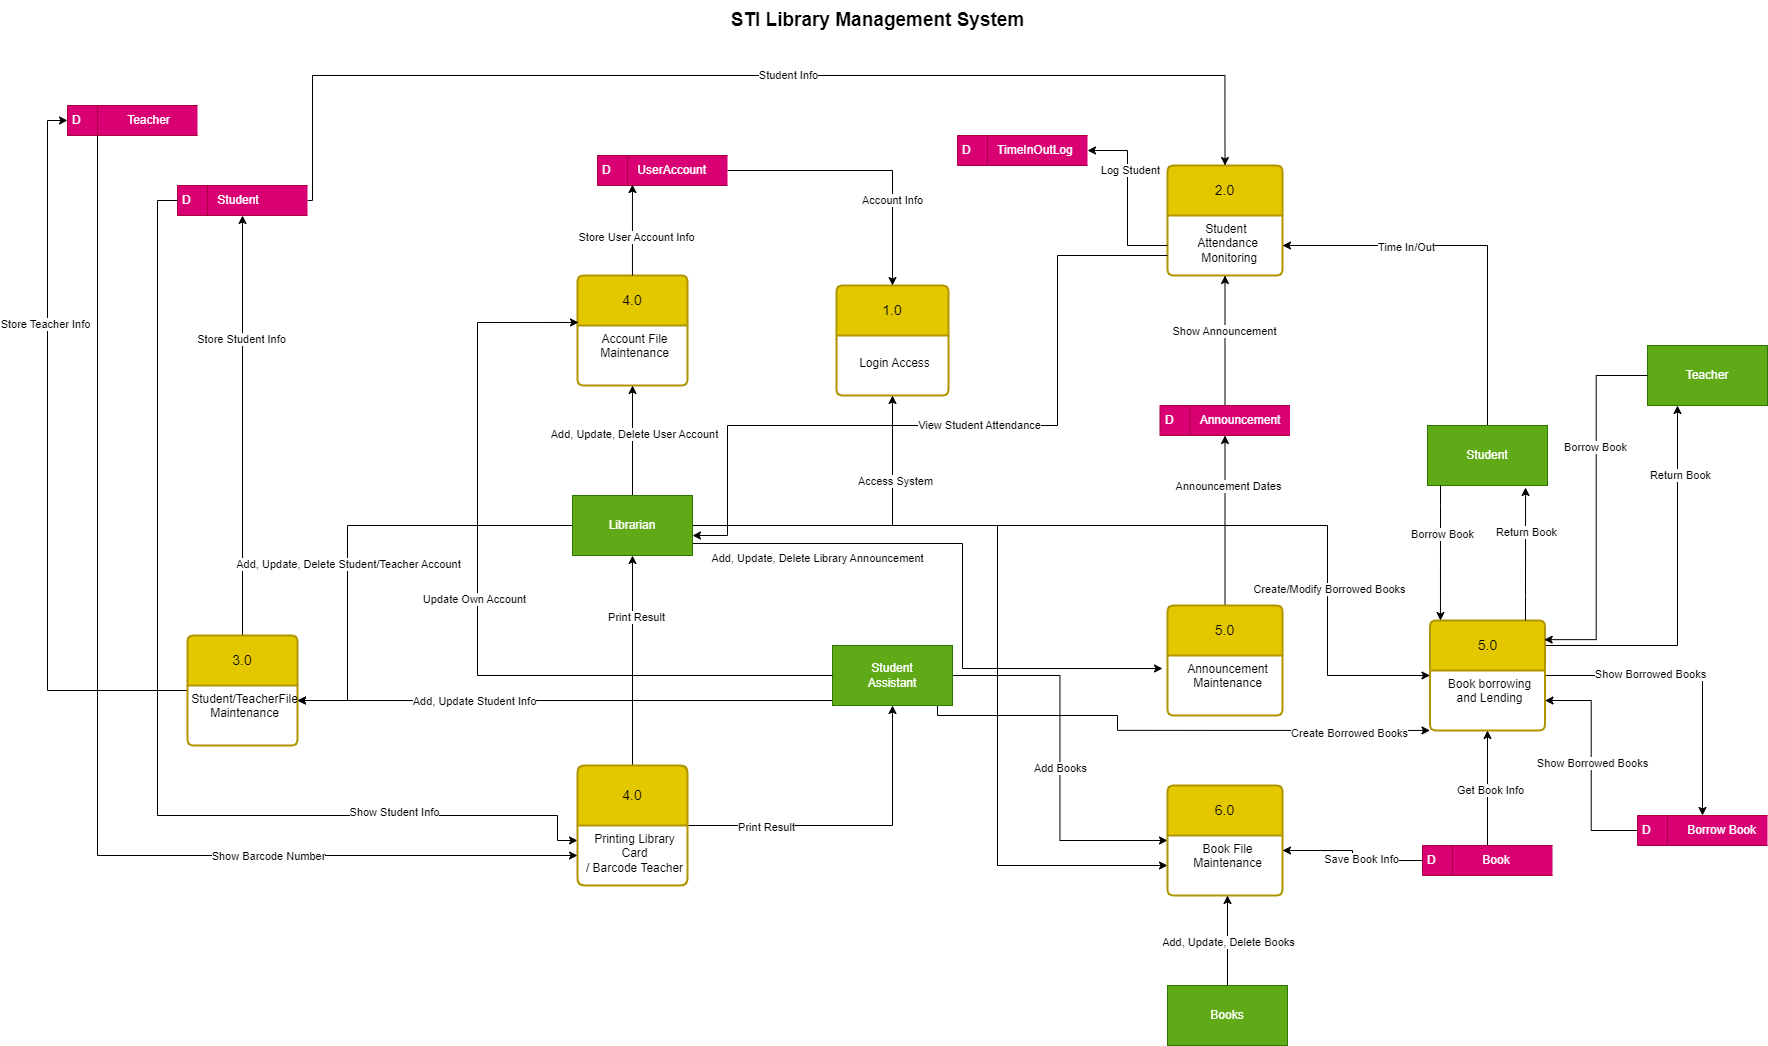 STI Library Management System
Student Info
D Teacher
D TimeInOutLog
D UserAccount
Log Student
D Student
2.0
Account Info
Student
Attendance
Monitoring
Store User Account Info
Time In/Out
4.0
1.0
Store Teacher Info
Store Student Info
Account File
Maintenance
Login Access
Show Announcement
Teacher
D Announcement
View Student Attendance
Add, Update, Delete User Account
Borrow Book
Student
Return Book
Access System
Announcement Dates
Librarian
Borrow Book
Return Book
Add, Update, Delete Library Announcement
Add, Update, Delete Student/Teacher Account
Create/Modify Borrowed Books
Update Own Account
Print Result
5.0
5.0
3.0
Student
Assistant
Announcement
Maintenance
Show Borrowed Books
Book borrowing
and Lending
Student/TeacherFile
Maintenance
Add, Update Student Info
Create Borrowed Books
Add Books
Show Borrowed Books
Get Book Info
4.0
6.0
Show Student Info
Print Result
D Borrow Book
Printing Library
Card
/ Barcode Teacher
Show Barcode Number
Book File
Maintenance
Save Book Info
D Book
Add, Update, Delete Books
Books